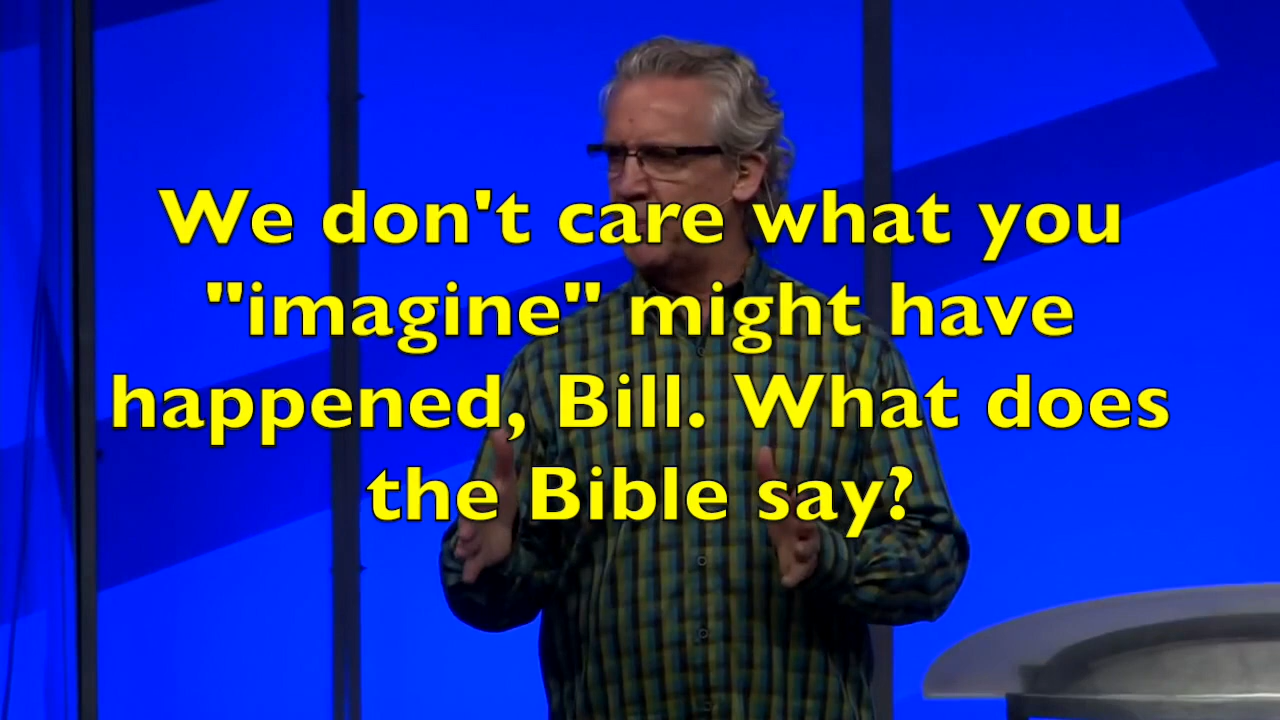 We don't care what you
"imagine" might have
happened, Bill. What does
the Bible say?